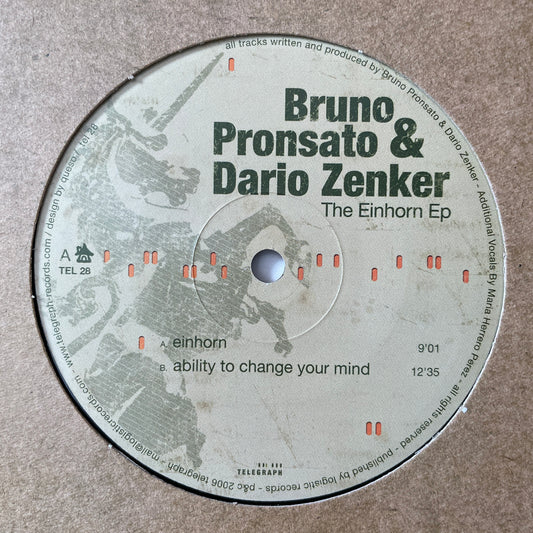 all tracks written and produced by Bruno Pronsato & Dario Zenker - Additional Vocals By Maria Herrero Perez - all rights reserved - published by logistic records - p&c 2006 telegraph - mail@logisticrecords.com - www.telegraph-records.com / design by queso - tel 28
Bruno
Pronsato &
Dario Zenker
The Einhorn Ep
A
TEL 28
A. einhorn 9'01
B. ability to change your mind 12'35
TELEGRAPH